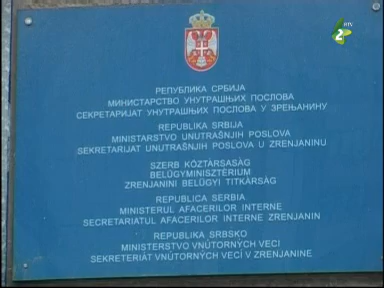 РЕПУБЛИКА СРБИЈА
МИНИСТАРСТВО УНУТРАШЊИХ ПОСЛОВА
СЕКРЕТАРИЈАТ УНУТРАШЊИХ ПОСЛОВА У ЗРЕЊАНИНУ
REPUBLIKA SRBIJA
MINISTARSTVO UNUTRAŠNJIH POSLOVA
SEKRETARIJAT UNUTRAŠNJIH POSLOVA U ZRENJANINU
SZERB KÖZTÁRSASÁG
BELÜGYMINISZTÉRIUM
ZRENJANINI BELÜGYI TITKÁRSÁG
REPUBLICA SERBIA
MINISTERUL AFACERILOR INTERNE
SECRETARIATUL AFACERILOR INTERNE ZRENJANIN
REPUBLIKA SRBSKO
MINISTERSTVO VNÚTORNÝCH VECÍ
SEKRETERIÁT VNÚTORNÝCH VECÍ V ZRENJANINE
RTV
2